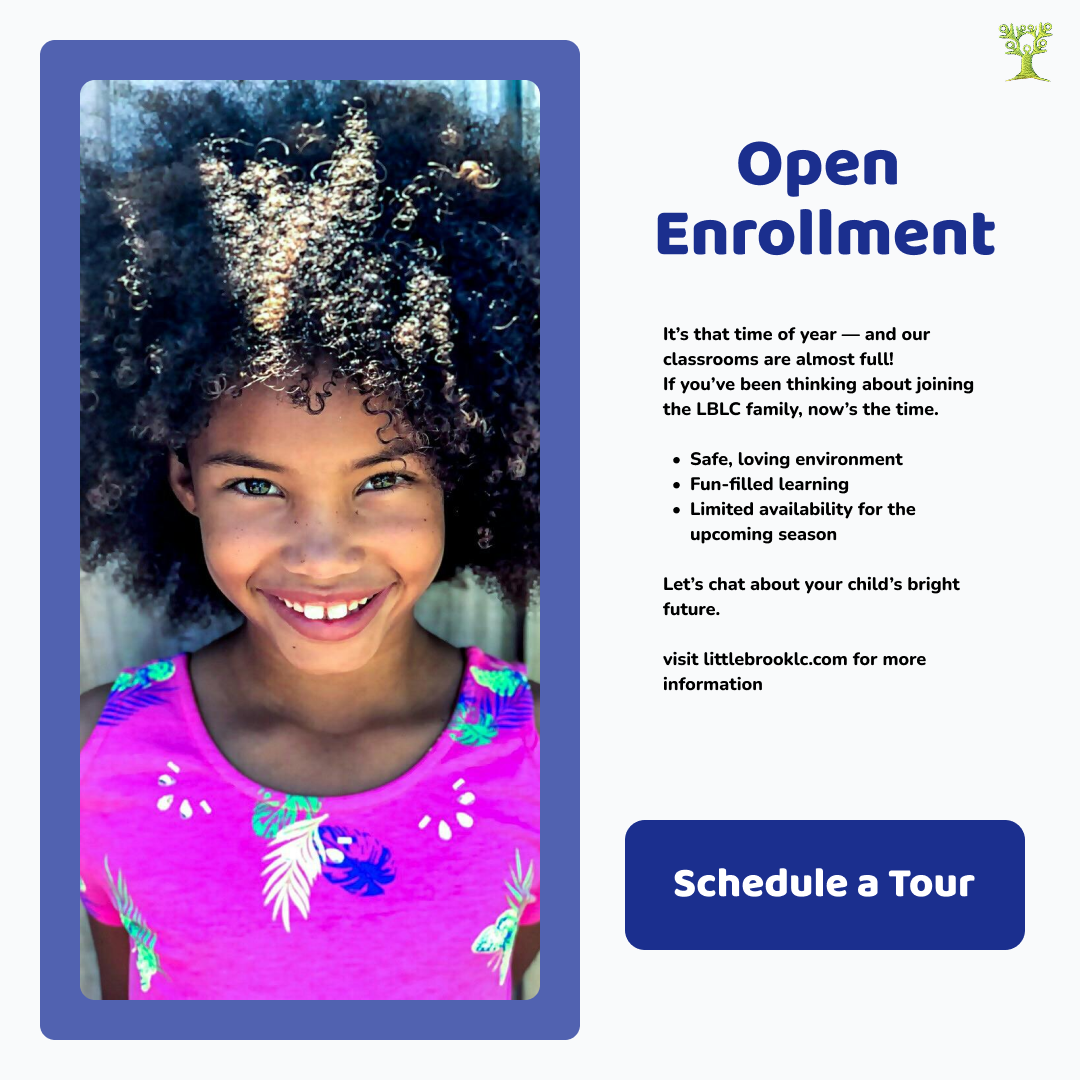 Open
Enrollment
It’s that time of year — and our
classrooms are almost full!
If you’ve been thinking about joining
the LBLC family, now’s the time.
• Safe, loving environment
• Fun-filled learning
• Limited availability for the
upcoming season
Let’s chat about your child’s bright
future.
visit littlebrooklc.com for more
information
Schedule a Tour